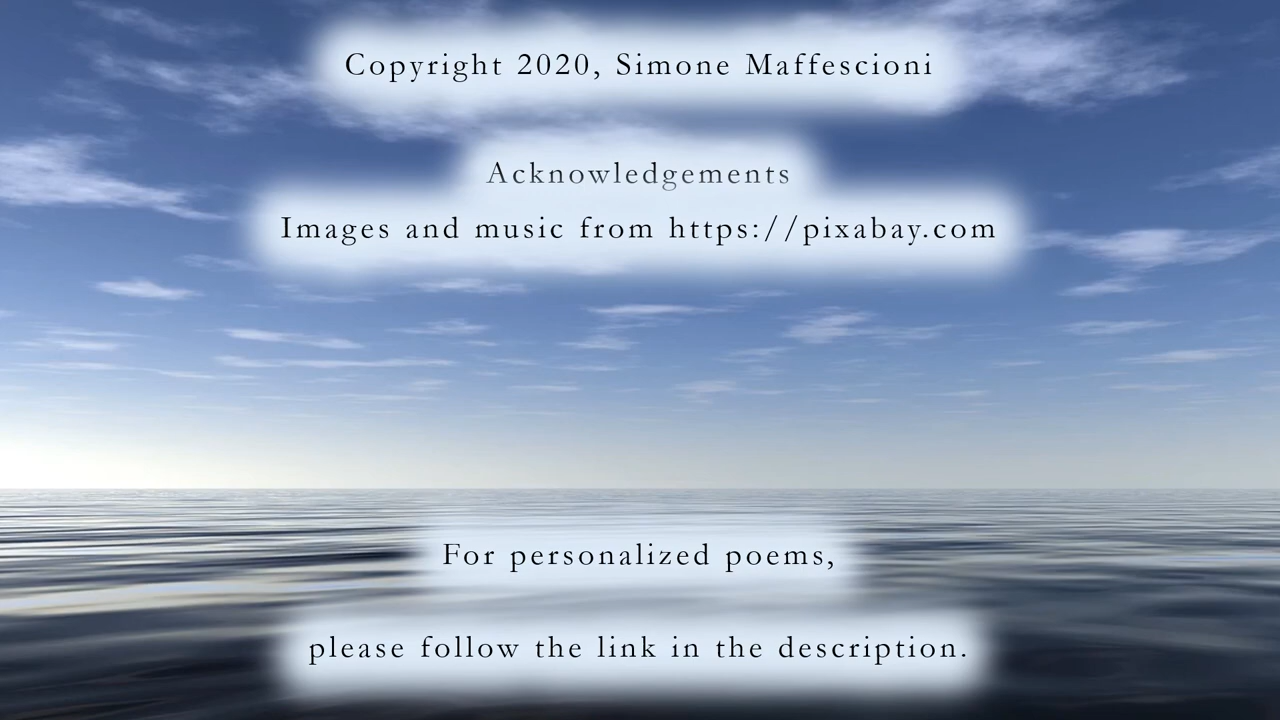 Copyright 2020, Simone Maffescioni
Acknowledgements
Images and music from https://pixabay.com
For personalized poems,
please follow the link in the description.